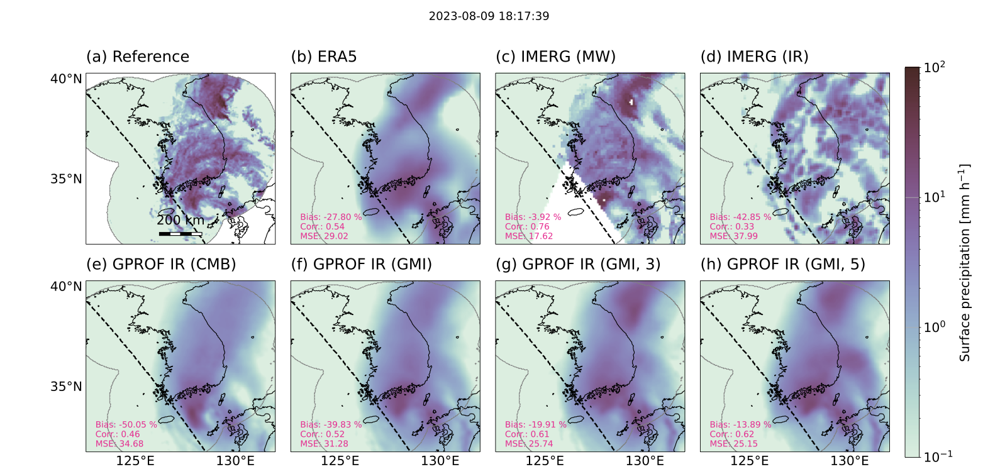 2023-08-09 18:17:39
(a) Reference
(b) ERA5
(c) IMERG (MW)
(d) IMERG (IR)
40°N
35°N
200 km
Bias: -27.80 %
Corr.: 0.54
MSE: 29.02
Bias: -3.92 %
Corr.: 0.76
MSE: 17.62
Bias: -42.85 %
Corr.: 0.33
MSE: 37.99
(e) GPROF IR (CMB)
(f) GPROF IR (GMI)
(g) GPROF IR (GMI, 3)
(h) GPROF IR (GMI, 5)
40°N
35°N
Bias: -50.05 %
Corr.: 0.46
MSE: 34.68
Bias: -39.83 %
Corr.: 0.52
MSE: 31.28
Bias: -19.91 %
Corr.: 0.61
MSE: 25.74
Bias: -13.89 %
Corr.: 0.62
MSE: 25.15
125°E 130°E
125°E 130°E
125°E 130°E
125°E 130°E
10²
10¹
10⁰
10⁻¹
Surface precipitation [mm h⁻¹]